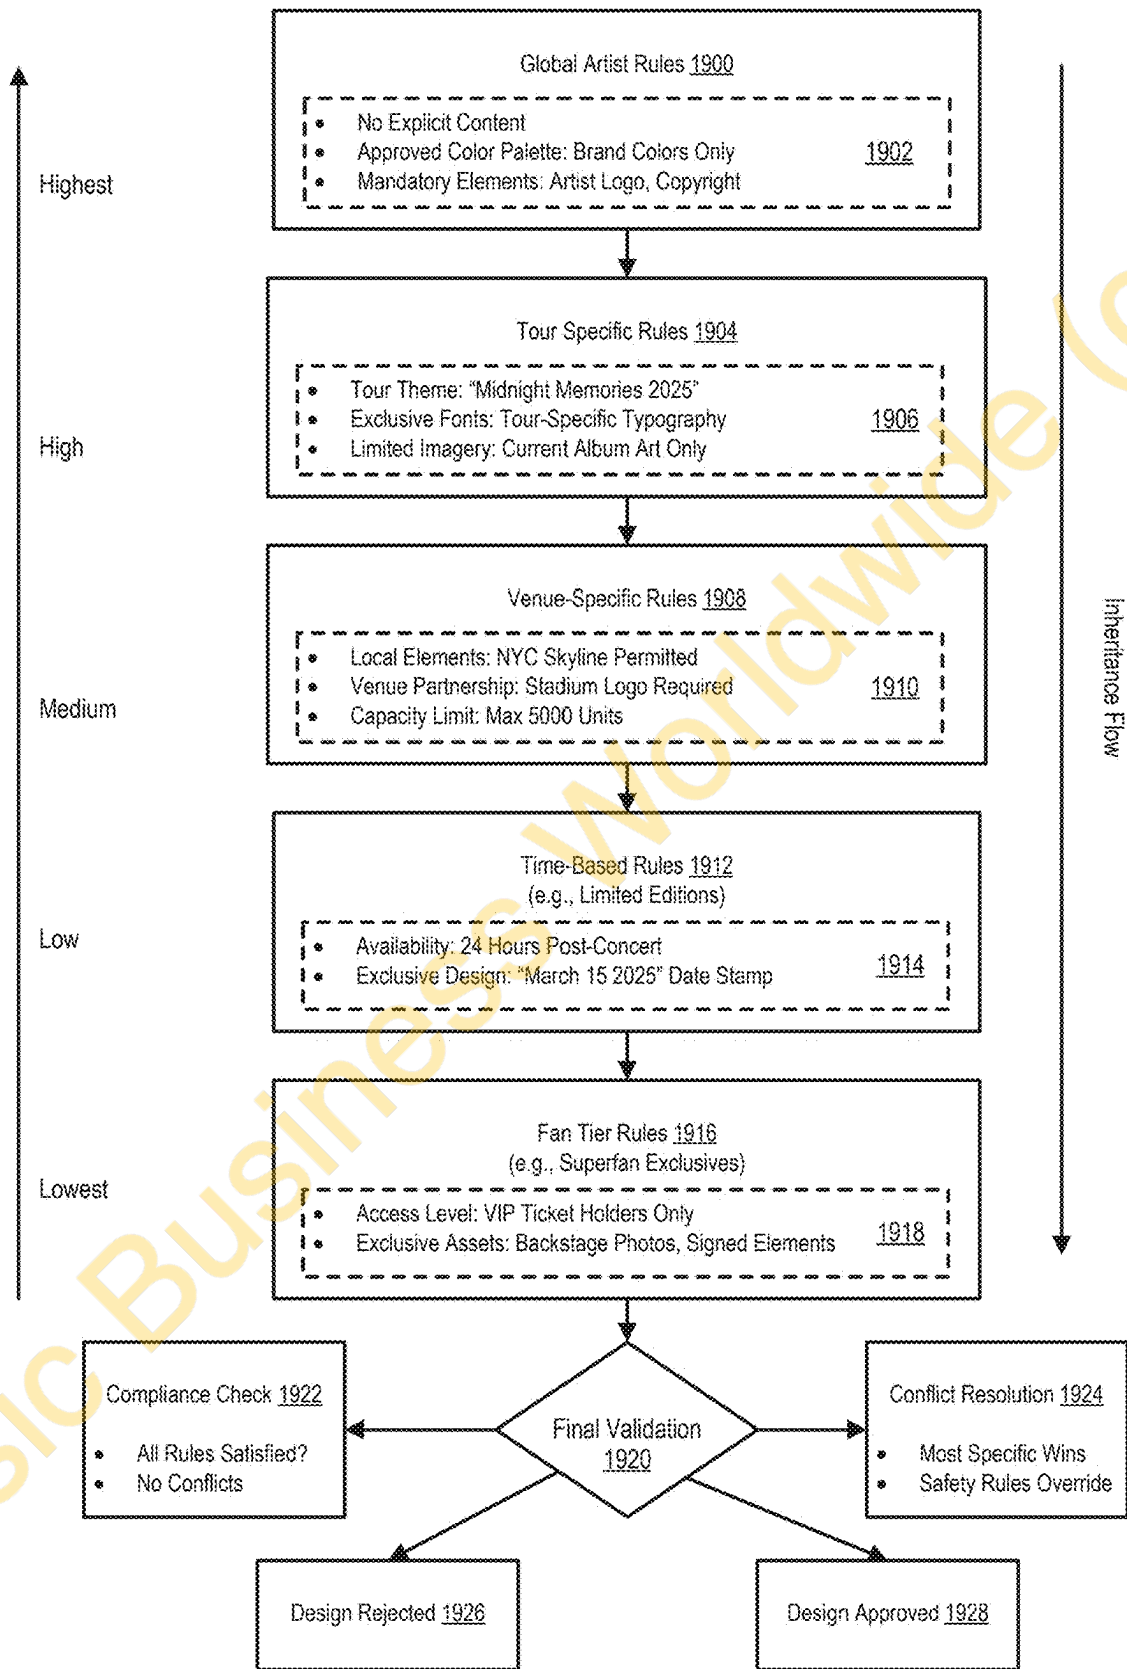 Global Artist Rules 1900
• No Explicit Content
• Approved Color Palette: Brand Colors Only
• Mandatory Elements: Artist Logo, Copyright
1902
Highest
Tour Specific Rules 1904
• Tour Theme: “Midnight Memories 2025”
• Exclusive Fonts: Tour-Specific Typography
• Limited Imagery: Current Album Art Only
1906
High
Venue-Specific Rules 1908
• Local Elements: NYC Skyline Permitted
• Venue Partnership: Stadium Logo Required
• Capacity Limit: Max 5000 Units
1910
Medium
Inheritance Flow
Time-Based Rules 1912
(e.g., Limited Editions)
• Availability: 24 Hours Post-Concert
• Exclusive Design: “March 15 2025” Date Stamp
1914
Low
Fan Tier Rules 1916
(e.g., Superfan Exclusives)
• Access Level: VIP Ticket Holders Only
• Exclusive Assets: Backstage Photos, Signed Elements
1918
Lowest
Compliance Check 1922
• All Rules Satisfied?
• No Conflicts
Final Validation
1920
Conflict Resolution 1924
• Most Specific Wins
• Safety Rules Override
Design Rejected 1926
Design Approved 1928
sic Business Worldwide (c